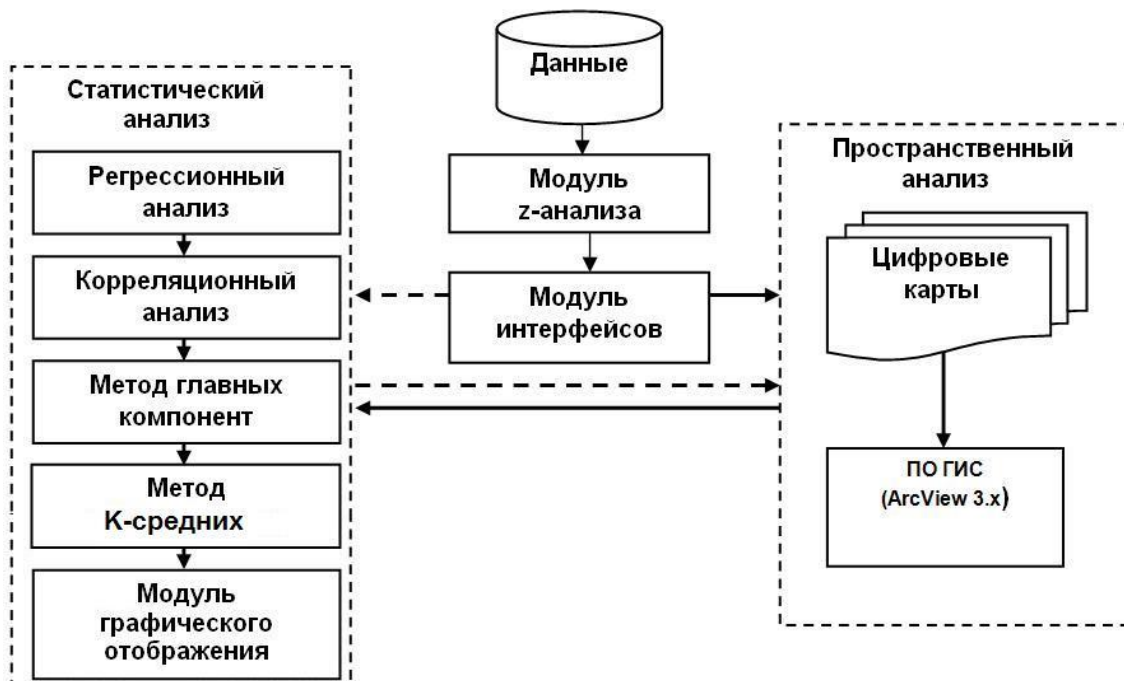 Данные
Статистический
анализ
Регрессионный
анализ
Корреляционный
анализ
Метод главных
компонент
Метод
К-средних
Модуль
графического
отображения
Модуль
z-анализа
Модуль
интерфейсов
Пространственный
анализ
Цифровые
карты
ПО ГИС
(ArcView 3.x)